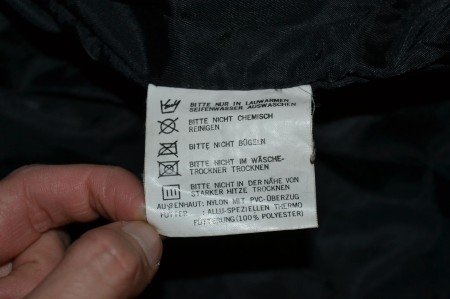 BITTE NUR IN LAUWARMEN
SEIFENWASSER AUSWASCHEN
BITTE NICHT CHEMISCH
REINIGEN
BITTE NICHT BÜGELN
BITTE NICHT IM WÄSCHE-
TROCKNER TROCKNEN
BITTE NICHT IN DER NÄHE VON
STARKER HITZE TROCKNEN
AUßENHAUT: NYLON MIT PVC-ÜBERZUG
FUTTER : ALLU-SPEZIELLEN THERMO
FÜTTERUNG (100% POLYESTER)